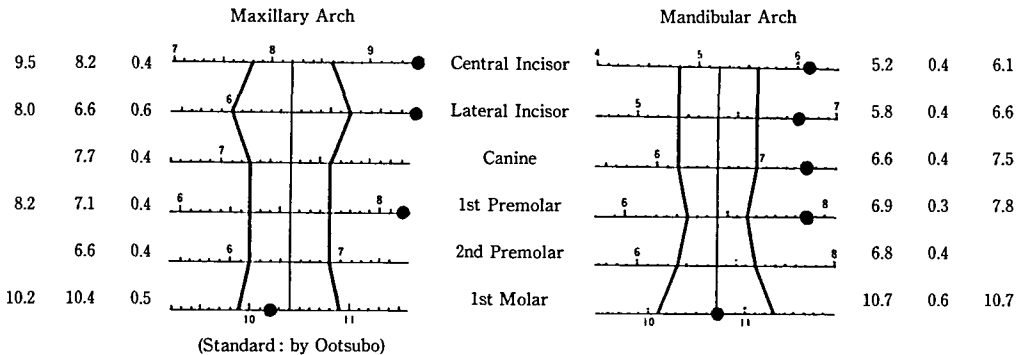 Maxillary Arch Mandibular Arch
7 8 9 4 5 6
9.5 8.2 0.4 Central Incisor 5.2 0.4 6.1
6 5 7
8.0 6.6 0.6 Lateral Incisor 5.8 0.4 6.6
7 6 7
7.7 0.4 Canine 6.6 0.4 7.5
6 8 6 8
8.2 7.1 0.4 1st Premolar 6.9 0.3 7.8
6 7 6 8
6.6 0.4 2nd Premolar 6.8 0.4
10.2 10.4 0.5 1st Molar 10.7 0.6 10.7
10 11 10 11
(Standard : by Ootsubo)